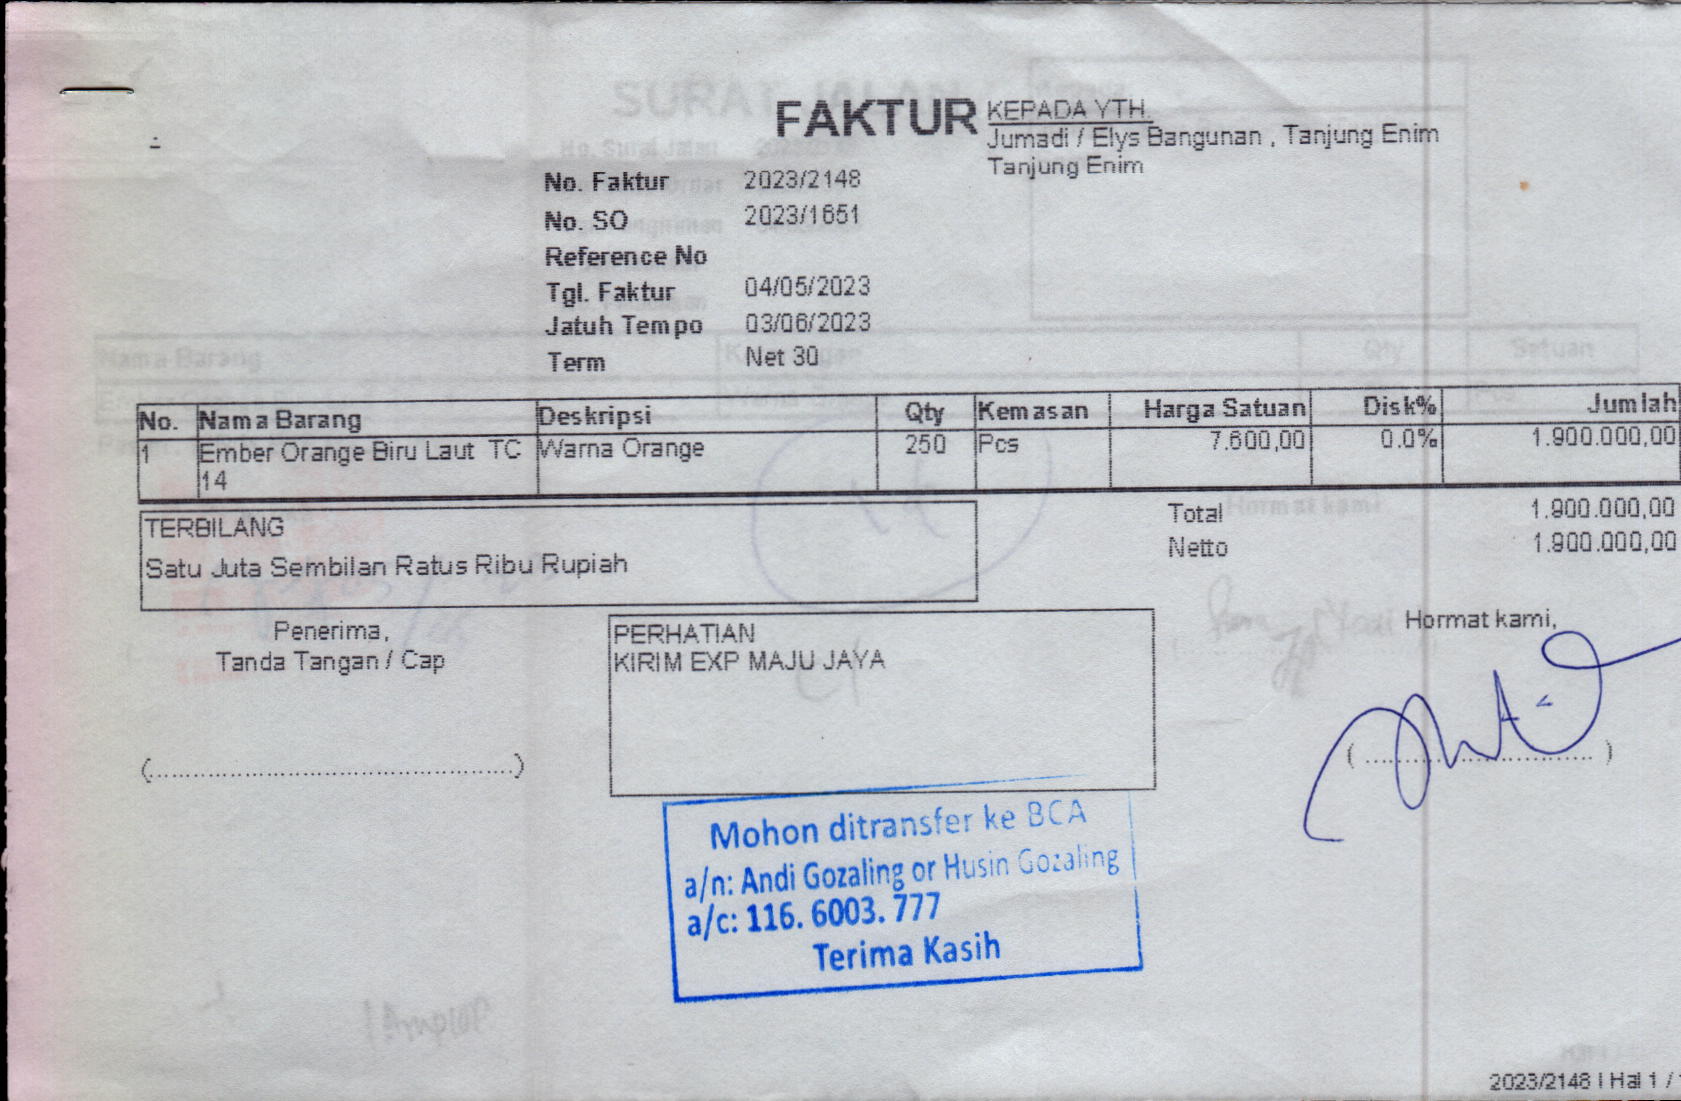 FAKTUR
KEPADA YTH.
Jumadi / Elys Bangunan , Tanjung Enim
Tanjung Enim
No. Faktur 2023/2148
No. SO 2023/1651
Reference No
Tgl. Faktur 04/05/2023
Jatuh Tempo 03/06/2023
Term Net 30
No. Nama Barang Deskripsi Qty Kemasan Harga Satuan Disk% Jumlah
1 Ember Orange Biru Laut TC Warna Orange 250 Pcs 7.600,00 0.0% 1.900.000,00
14
Total 1.900.000,00
Netto 1.900.000,00
TERBILANG
Satu Juta Sembilan Ratus Ribu Rupiah
Penerima,
Tanda Tangan / Cap
(...............................................)
PERHATIAN
KIRIM EXP MAJU JAYA
Hormat kami,
( .............................. )
Mohon ditransfer ke BCA
a/n: Andi Gozaling or Husin Gozaling
a/c: 116. 6003. 777
Terima Kasih
2023/2148 | Hal 1 /